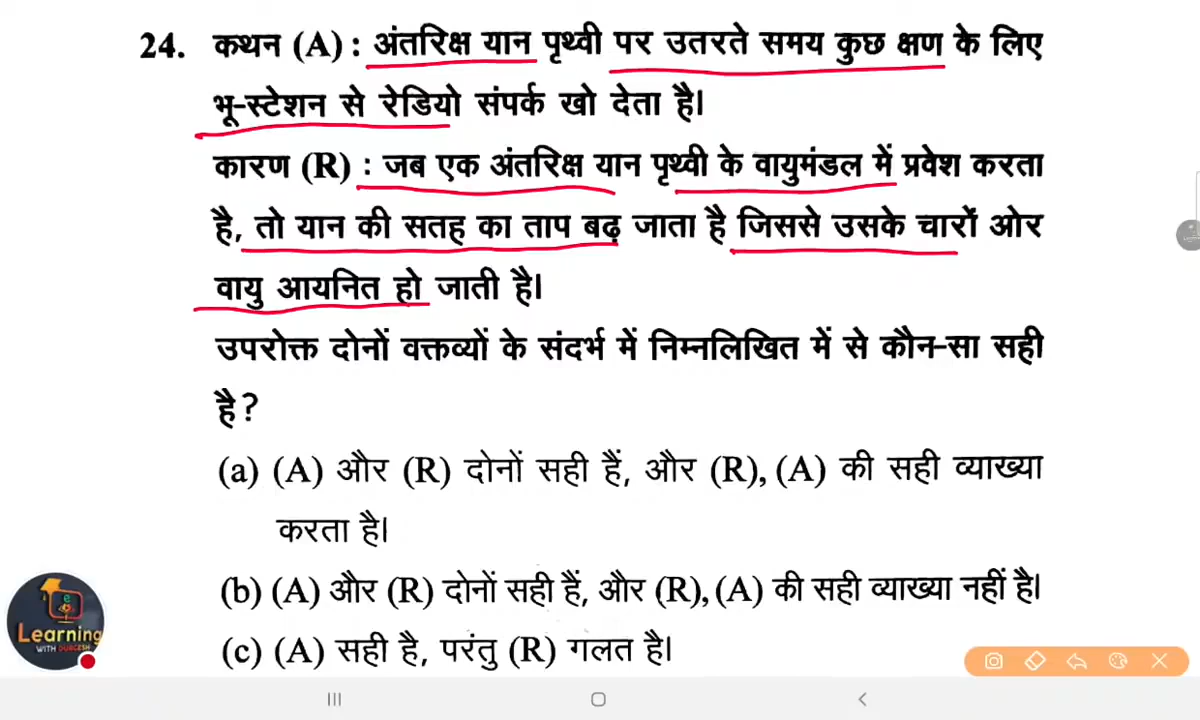 24. कथन (A) : अंतरिक्ष यान पृथ्वी पर उतरते समय कुछ क्षण के लिए
भू-स्टेशन से रेडियो संपर्क खो देता है।
कारण (R) : जब एक अंतरिक्ष यान पृथ्वी के वायुमंडल में प्रवेश करता
है, तो यान की सतह का ताप बढ़ जाता है जिससे उसके चारों ओर
वायु आयनित हो जाती है।
उपरोक्त दोनों वक्तव्यों के संदर्भ में निम्नलिखित में से कौन-सा सही
है?
(a) (A) और (R) दोनों सही हैं, और (R), (A) की सही व्याख्या
करता है।
(b) (A) और (R) दोनों सही हैं, और (R), (A) की सही व्याख्या नहीं है।
(c) (A) सही है, परंतु (R) गलत है।
e
Learning
WITH DURGESH